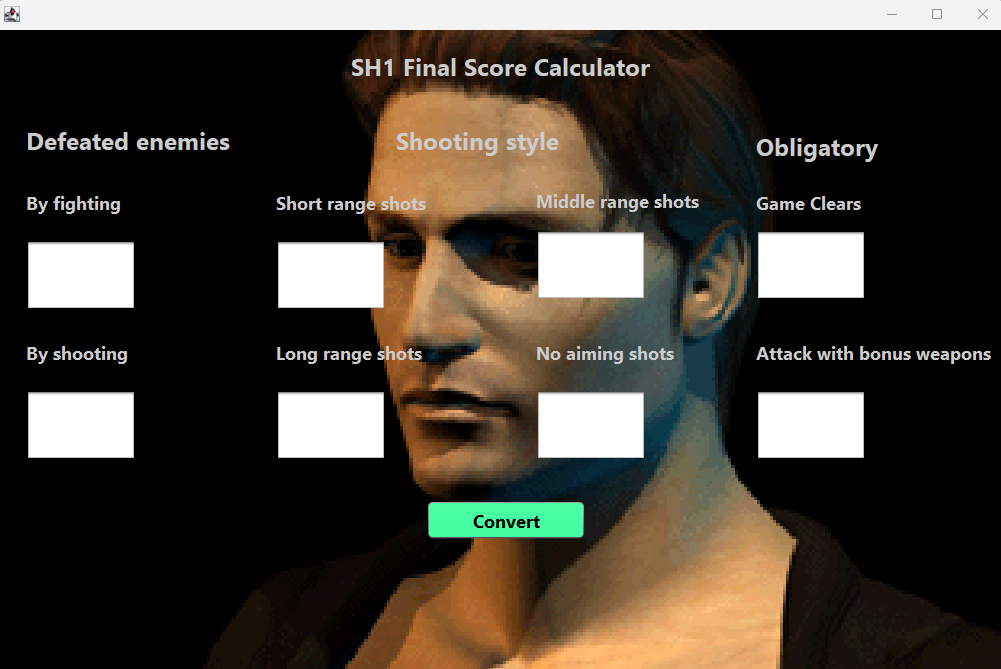 SH1 Final Score Calculator
Defeated enemies
Shooting style
Obligatory
By fighting
Short range shots
Middle range shots
Game Clears
By shooting
Long range shots
No aiming shots
Attack with bonus weapons
Convert